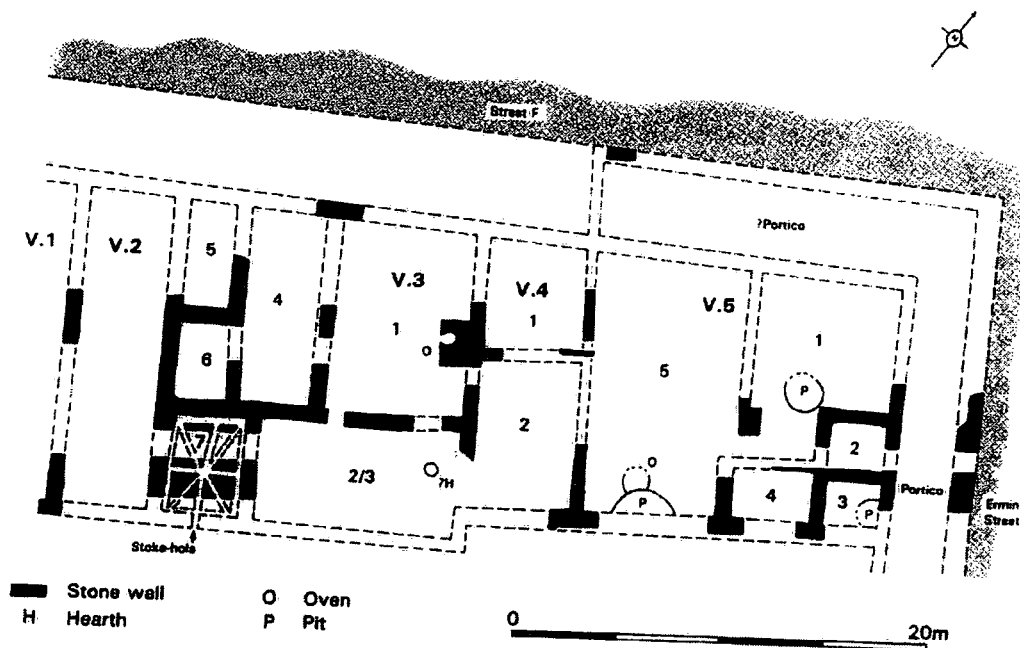 Street F
?Portico
V.1
V.2
5
4
V.3
1
O
V.4
1
V.5
5
1
6
7
2/3
?H
2
O
P
P
2
4
3
P
Portico
Ermin
Street
Stoke-hole
Stone wall
H Hearth
O Oven
P Pit
0
20m